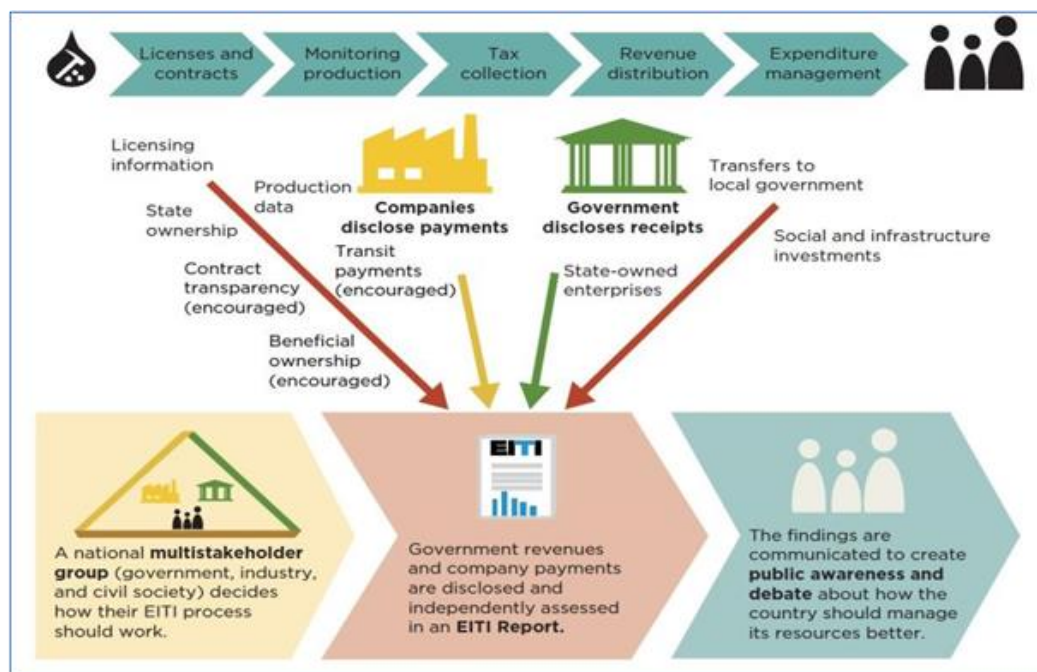 Licenses and
contracts
Monitoring
production
Tax
collection
Revenue
distribution
Expenditure
management
Licensing
information
State
ownership
Contract
transparency
(encouraged)
Beneficial
ownership
(encouraged)
Production
data
Companies
disclose payments
Transit
payments
(encouraged)
Government
discloses receipts
State-owned
enterprises
Transfers to
local government
Social and infrastructure
investments
A national multistakeholder
group (government, industry,
and civil society) decides
how their EITI process
should work.
EITI
Government revenues
and company payments
are disclosed and
independently assessed
in an EITI Report.
The findings are
communicated to create
public awareness and
debate about how the
country should manage
its resources better.